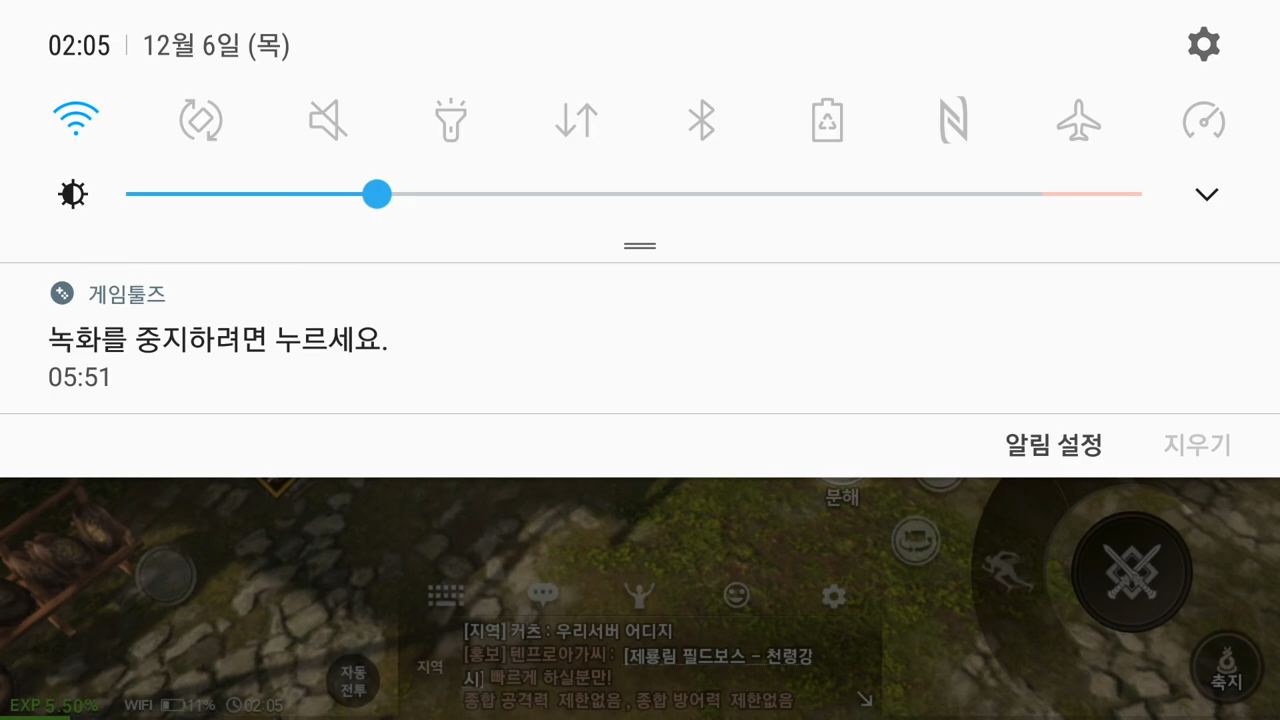 02:05 | 12월 6일 (목)
게임툴즈
녹화를 중지하려면 누르세요.
05:51
알림 설정 지우기
분해
[지역] 커츠 : 우리서버 어디지
[홍보] 텐프로아가씨 : [제룡림 필드보스 - 천령강
지역
시] 빠르게 하실분만!
종합 공격력 제한없음 , 종합 방어력 제한없음
자동
전투
축지
EXP 5.50% WIFI 11% 02:05